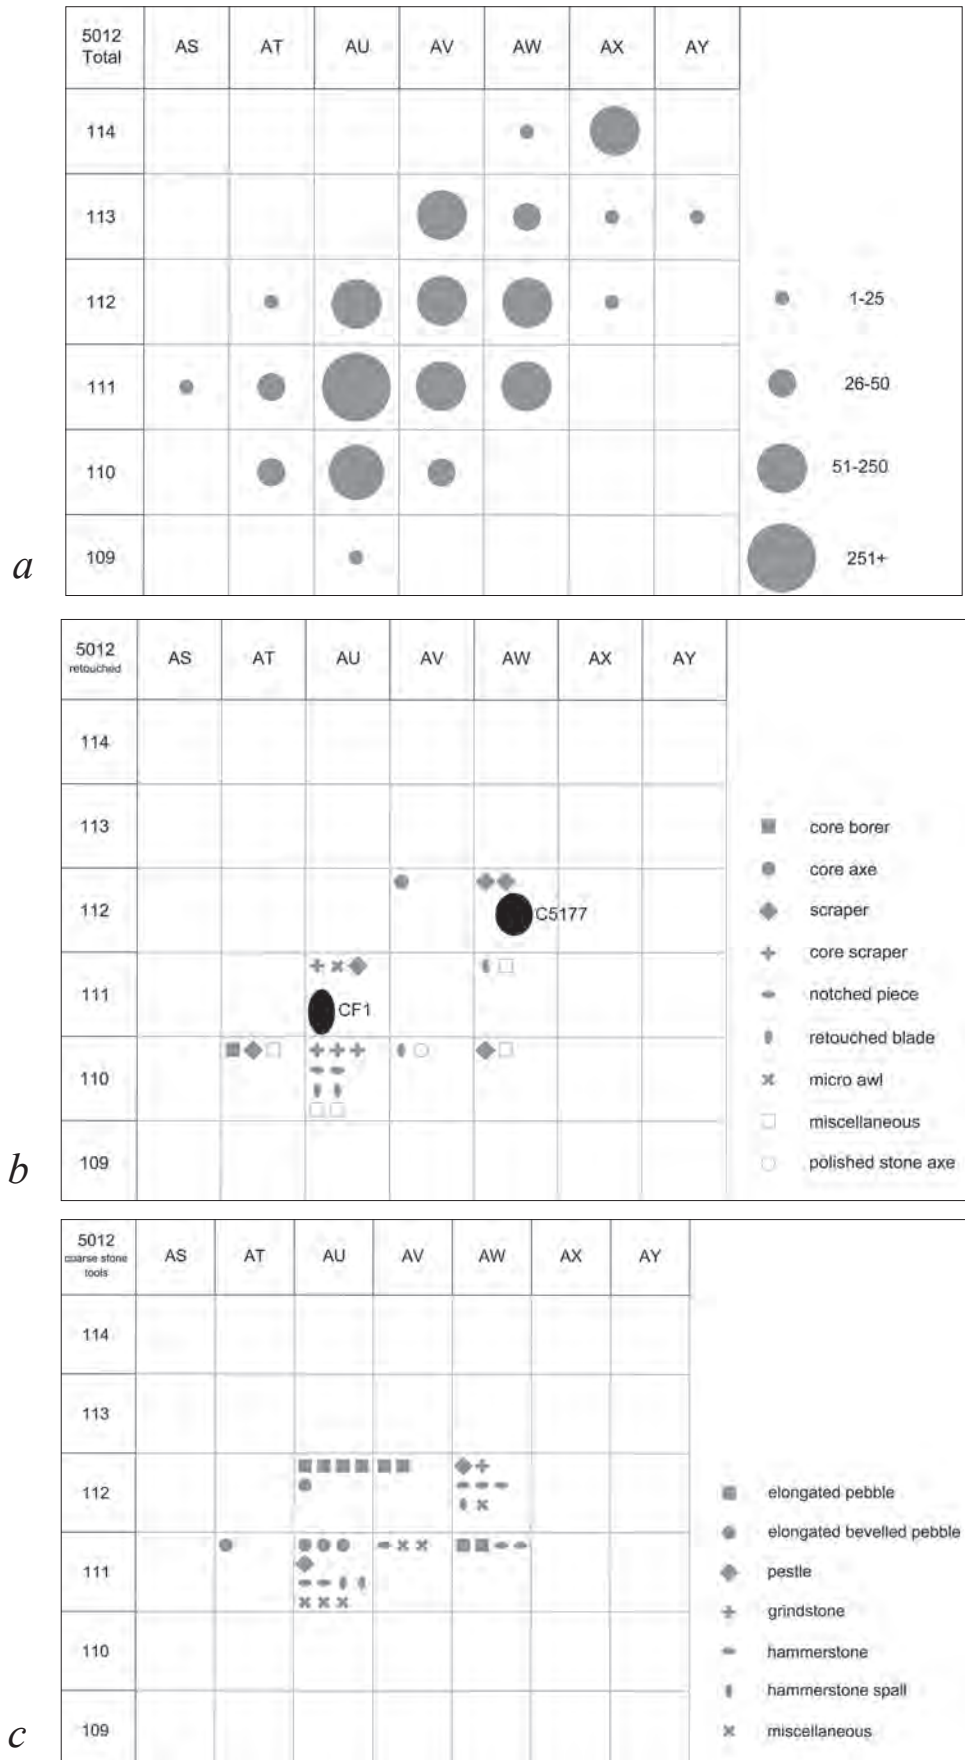 5012
Total AS AT AU AV AW AX AY
114
113
112 1-25
111 26-50
110 51-250
109 251+
a
5012
retouched AS AT AU AV AW AX AY
114
113
core borer
core axe
112 C5177
scraper
core scraper
111 CF1
notched piece
retouched blade
110
micro awl
miscellaneous
109 polished stone axe
b
5012
coarse stone
tools AS AT AU AV AW AX AY
114
113
112 elongated pebble
elongated bevelled pebble
111 pestle
grindstone
110 hammerstone
hammerstone spall
109 miscellaneous
c